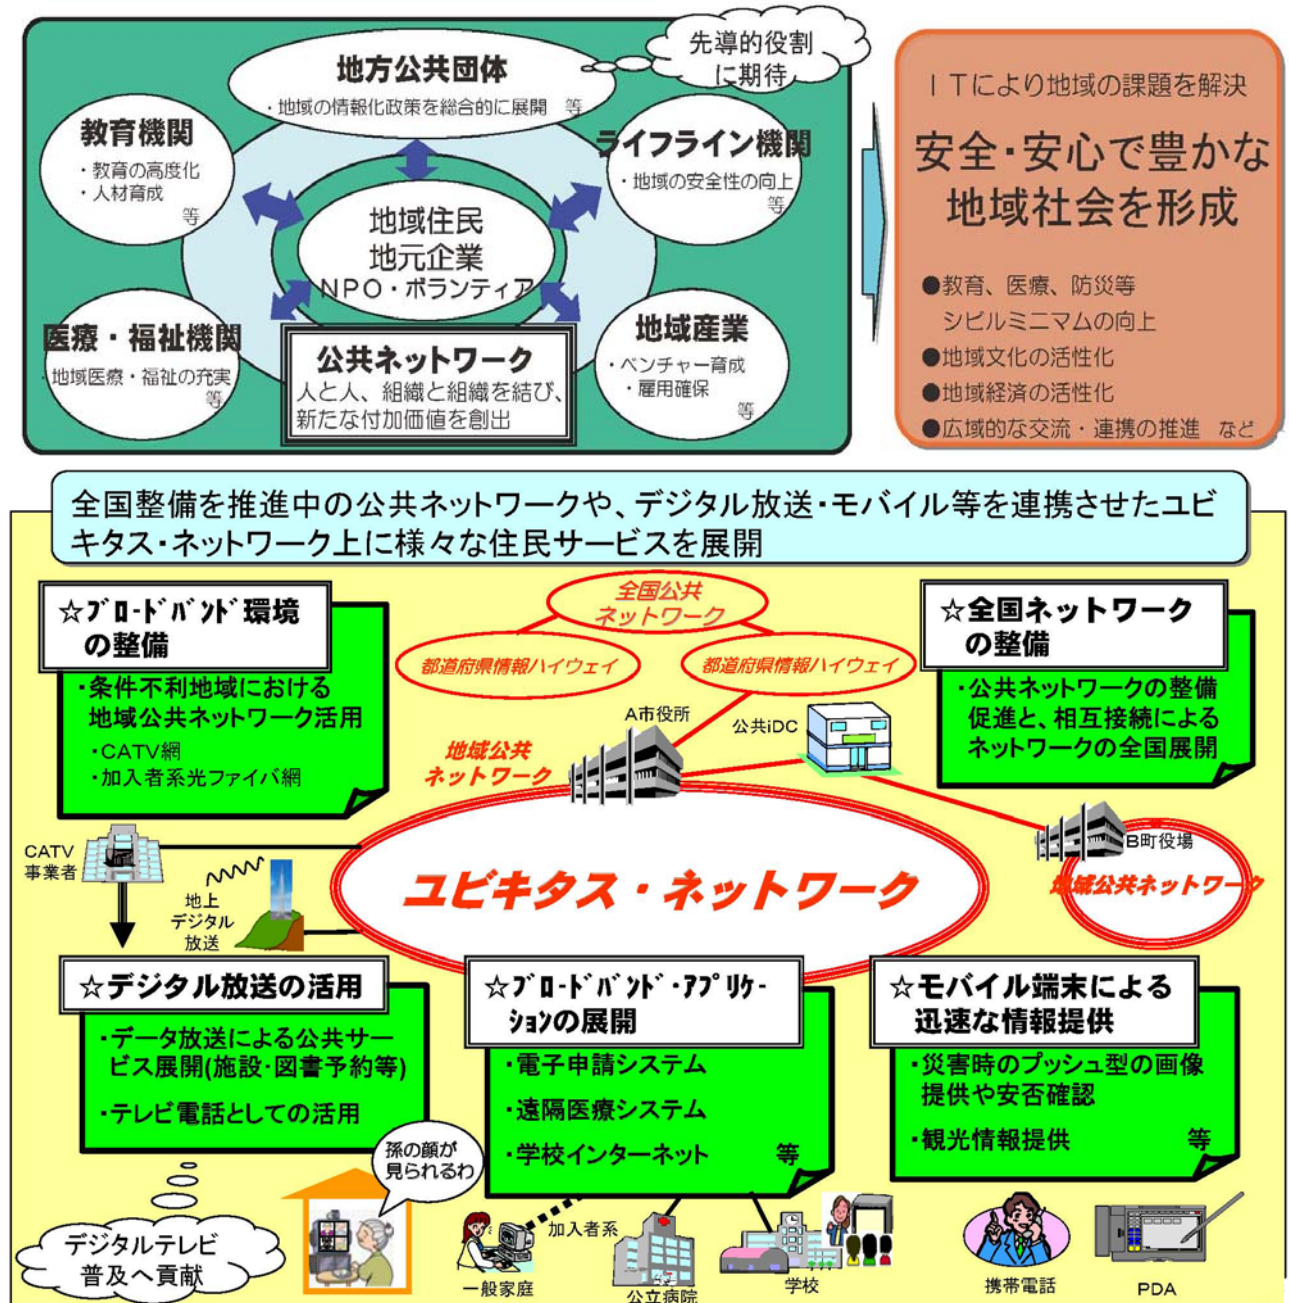 先導的役割
に期待
地方公共団体
・地域の情報化政策を総合的に展開 等
教育機関
・教育の高度化
・人材育成
等
ライフライン機関
・地域の安全性の向上
等
地域住民
地元企業
NPO・ボランティア
医療・福祉機関
・地域医療・福祉の充実
等
公共ネットワーク
人と人、組織と組織を結び、
新たな付加価値を創出
地域産業
・ベンチャー育成
・雇用確保
等
ITにより地域の課題を解決
安全・安心で豊かな
地域社会を形成
●教育、医療、防災等
シビルミニマムの向上
●地域文化の活性化
●地域経済の活性化
●広域的な交流・連携の推進 など
全国整備を推進中の公共ネットワークや、デジタル放送・モバイル等を連携させたユビ
キタス・ネットワーク上に様々な住民サービスを展開
☆ブロードバンド環境
の整備
・条件不利地域における
地域公共ネットワーク活用
・CATV網
・加入者系光ファイバ網
全国公共
ネットワーク
都道府県情報ハイウェイ
都道府県情報ハイウェイ
☆全国ネットワーク
の整備
・公共ネットワークの整備
促進と、相互接続による
ネットワークの全国展開
A市役所
公共iDC
地域公共
ネットワーク
B町役場
地域公共ネットワーク
CATV
事業者
地上
デジタル
放送
ユビキタス・ネットワーク
☆デジタル放送の活用
・データ放送による公共サー
ビス展開(施設・図書予約等)
・テレビ電話としての活用
☆ブロードバンド・アプリケー
ションの展開
・電子申請システム
・遠隔医療システム
・学校インターネット 等
☆モバイル端末による
迅速な情報提供
・災害時のプッシュ型の画像
提供や安否確認
・観光情報提供 等
孫の顔が
見られるわ
デジタルテレビ
普及へ貢献
加入者系
一般家庭
公立病院
学校
携帯電話
PDA